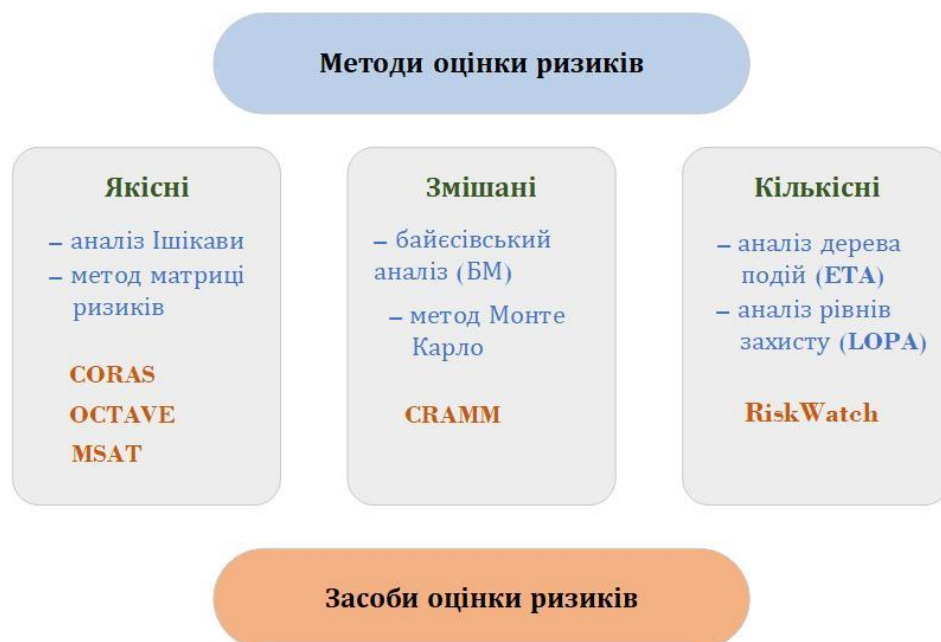 Методи оцінки ризиків
Якісні
– аналіз Ішікави
– метод матриці
ризиків
CORAS
OCTAVE
MSAT
Змішані
– байєсівський
аналіз (БМ)
– метод Монте
Карло
CRAMM
Кількісні
– аналіз дерева
подій (ETA)
– аналіз рівнів
захисту (LOPA)
RiskWatch
Засоби оцінки ризиків